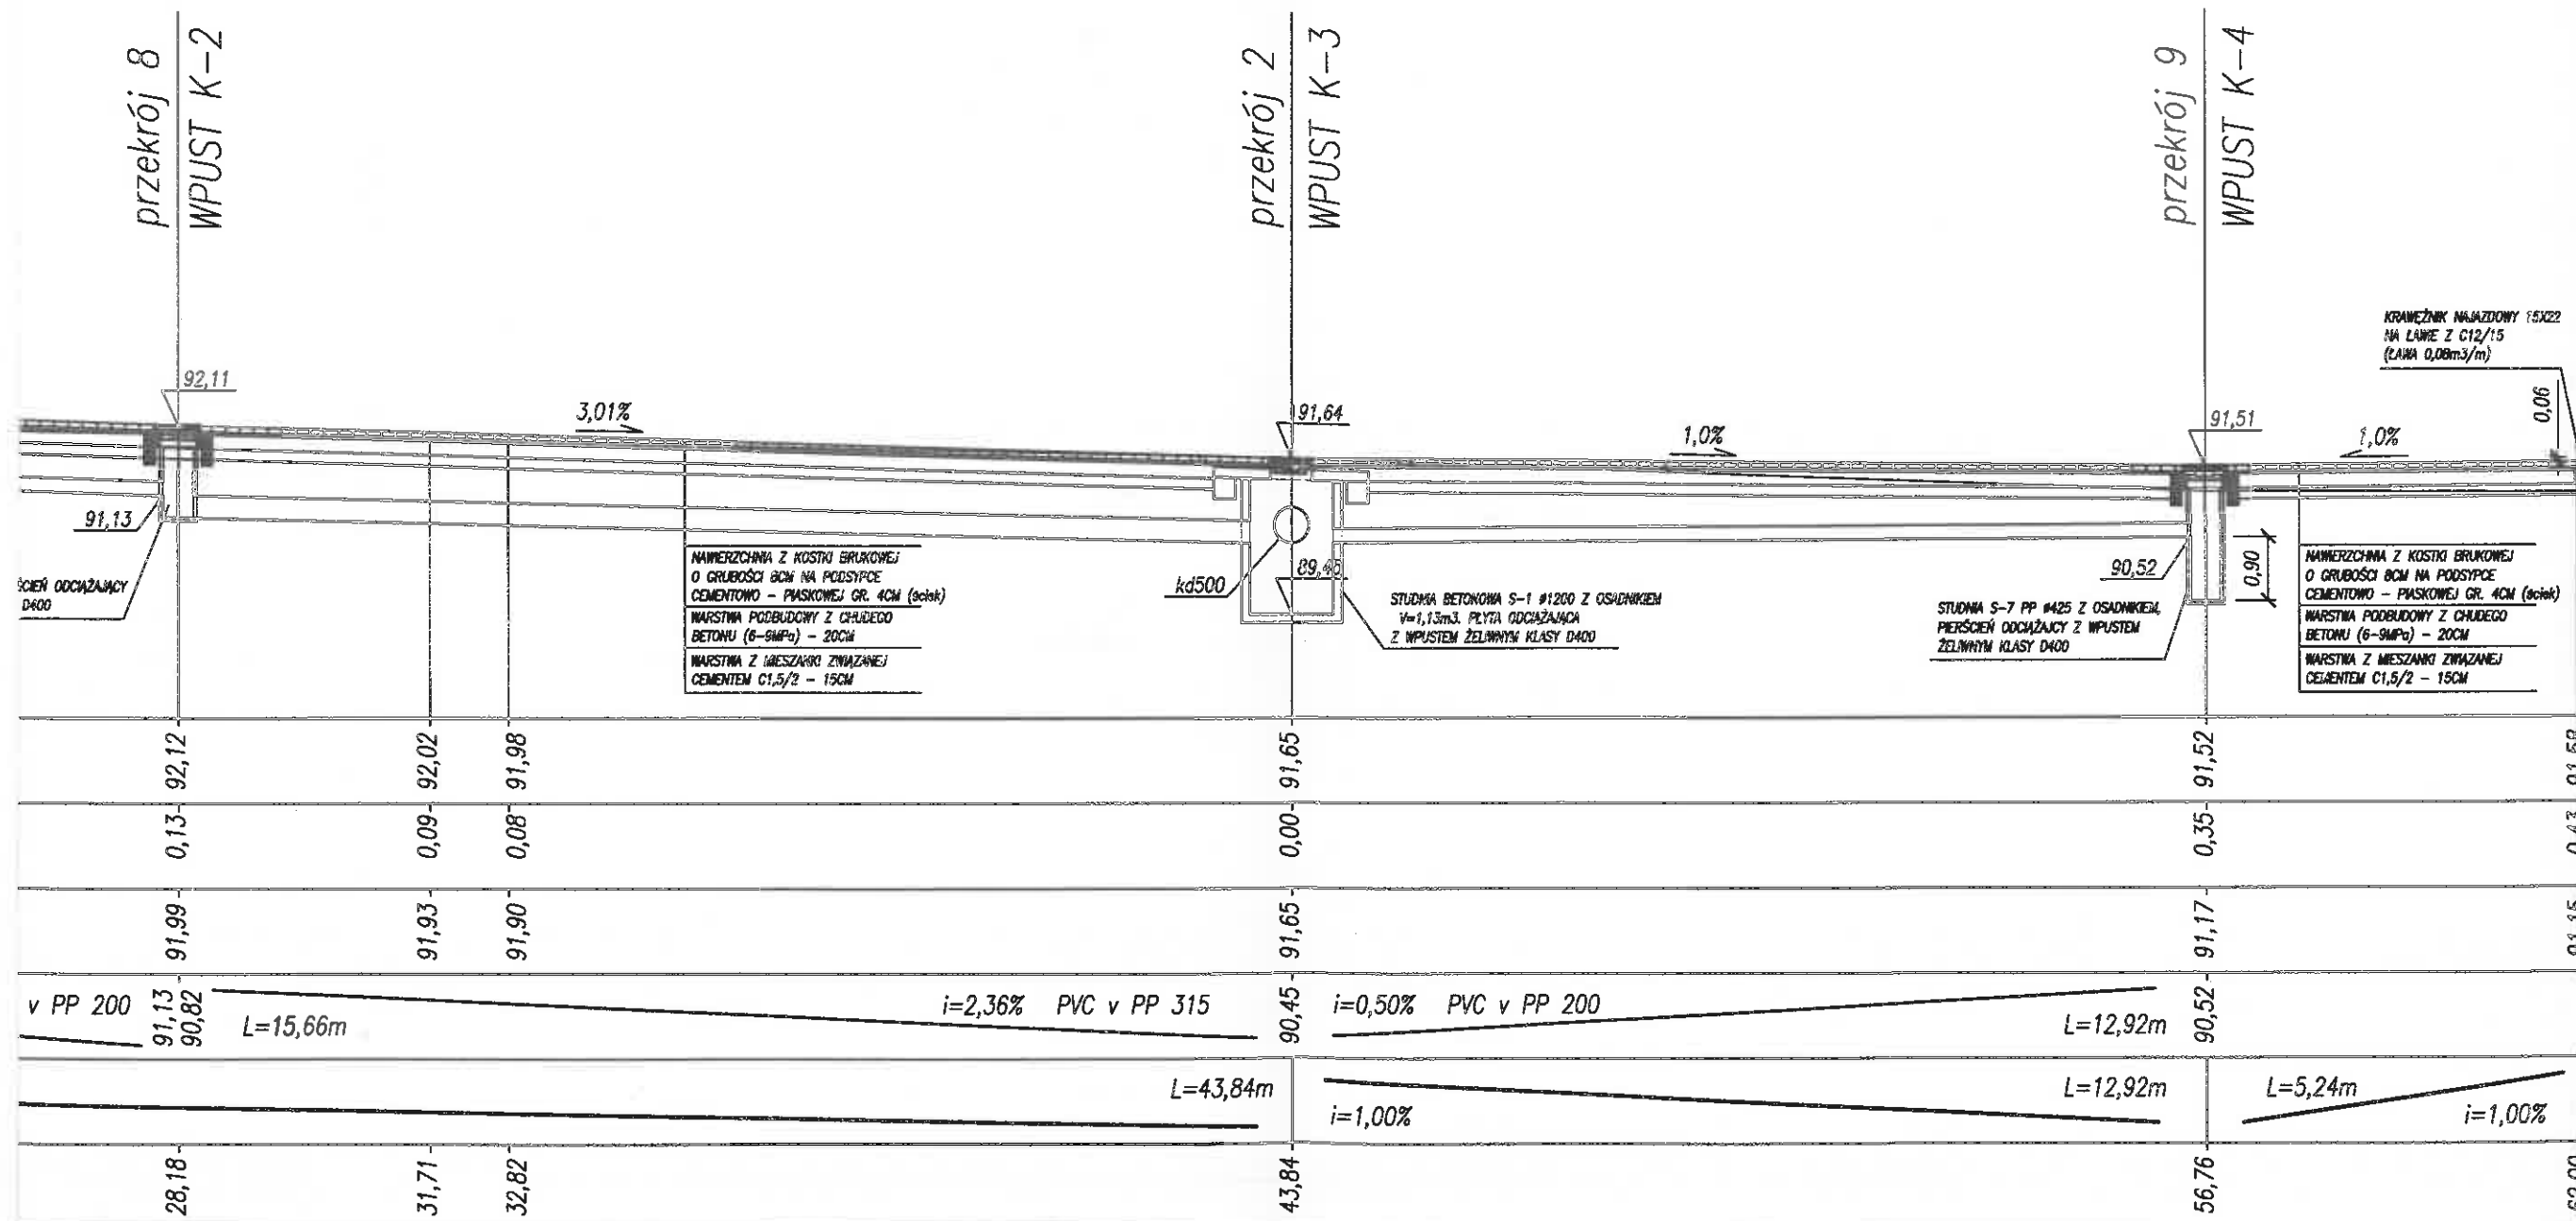 przekrój 8
WPUST K-2
przekrój 2
WPUST K-3
przekrój 9
WPUST K-4
92,11
3,01%
91,64
1,0%
91,51
1,0%
KRAWĘŻNIK NAJAZDOWY 15X22
NA ŁAWE Z C12/15
(ŁAWA 0,08m3/m)
0,06
91,13
ŚCIEŃ ODCIĄŻAJĄCY
D400
NAWIERZCHNIA Z KOSTKI BRUKOWEJ
O GRUBOŚCI 8CM NA PODSYPCE
CEMENTOWO - PIASKOWEJ GR. 4CM (ściek)
WARSTWA PODBUDOWY Z CHUDEGO
BETONU (6-9MPa) - 20CM
WARSTWA Z MIESZANKI ZWIĄZANEJ
CEMENTEM C1,5/2 - 15CM
kd500
89,
STUDNIA BETONOWA S-1 #1200 Z OSADNIKIEM
V=1,13m3. PŁYTA ODCIĄŻAJĄCA
Z WPUSTEM ŻELIWNYM KLASY D400
90,52
0,90
STUDNIA S-7 PP #425 Z OSADNIKIEM,
PIERŚCIEŃ ODCIĄŻAJCY Z WPUSTEM
ŻELIWNYM KLASY D400
NAWIERZCHNIA Z KOSTKI BRUKOWEJ
O GRUBOŚCI 8CM NA PODSYPCE
CEMENTOWO - PIASKOWEJ GR. 4CM (ściek)
WARSTWA PODBUDOWY Z CHUDEGO
BETONU (6-9MPa) - 20CM
WARSTWA Z MIESZANKI ZWIĄZANEJ
CEMENTEM C1,5/2 - 15CM
92,12 92,02 91,98 91,65 91,52
0,13 0,09 0,08 0,00 0,35
91,99 91,93 91,90 91,65 91,17
v PP 200 91,13 90,82 L=15,66m i=2,36% PVC v PP 315 90,45 i=0,50% PVC v PP 200 L=12,92m 90,52
L=43,84m i=1,00% L=12,92m L=5,24m i=1,00%
28,18 31,71 32,82 43,84 56,76